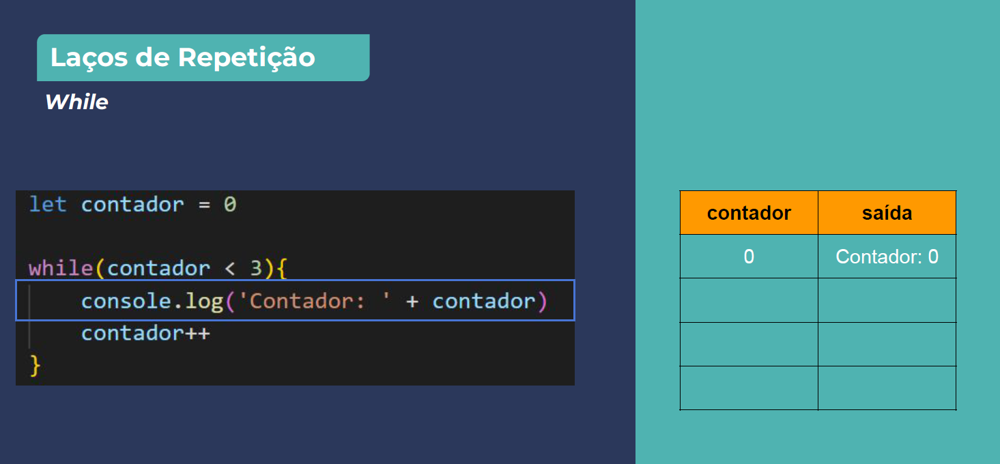 Laços de Repetição
While
let contador = 0
while(contador < 3){
console.log('Contador: ' + contador)
contador++
}
contador saída
0 Contador: 0